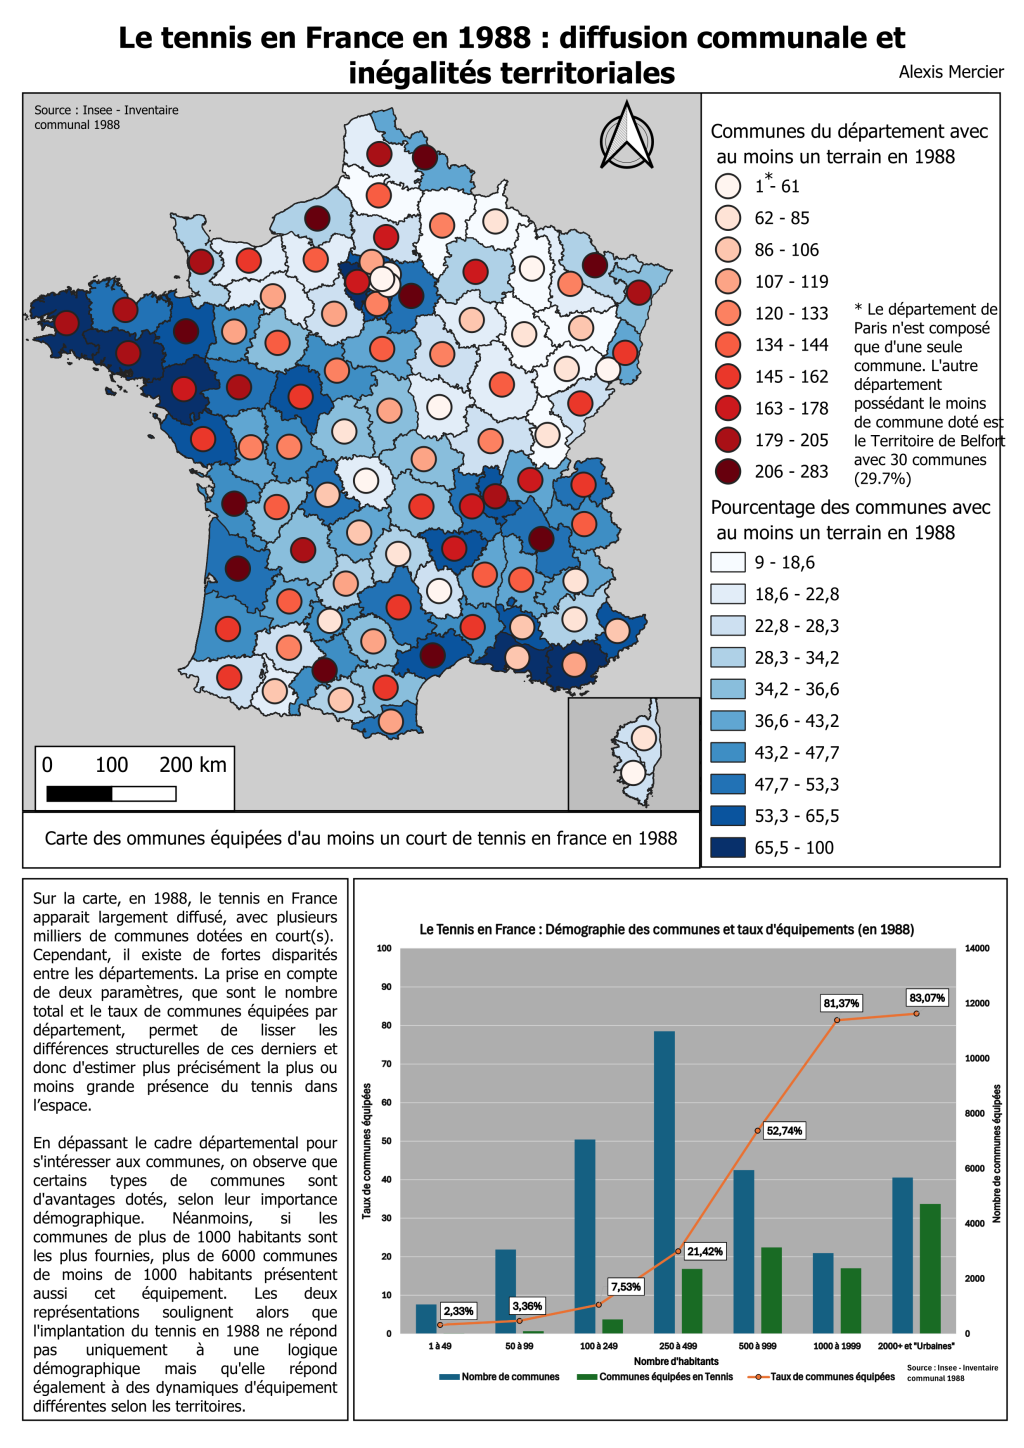 Le tennis en France en 1988 : diffusion communale et
inégalités territoriales
Alexis Mercier
Source : Insee - Inventaire
communal 1988
Communes du département avec
au moins un terrain en 1988
1*- 61
62 - 85
86 - 106
107 - 119
120 - 133
134 - 144
145 - 162
163 - 178
179 - 205
206 - 283
* Le département de
Paris n'est composé
que d'une seule
commune. L'autre
département
possédant le moins
de commune doté est
le Territoire de Belfort
avec 30 communes
(29.7%)
Pourcentage des communes avec
au moins un terrain en 1988
9 - 18,6
18,6 - 22,8
22,8 - 28,3
28,3 - 34,2
34,2 - 36,6
36,6 - 43,2
43,2 - 47,7
47,7 - 53,3
53,3 - 65,5
65,5 - 100
0 100 200 km
Carte des ommunes équipées d'au moins un court de tennis en france en 1988
Sur la carte, en 1988, le tennis en France
apparait largement diffusé, avec plusieurs
milliers de communes dotées en court(s).
Cependant, il existe de fortes disparités
entre les départements. La prise en compte
de deux paramètres, que sont le nombre
total et le taux de communes équipées par
département, permet de lisser les
différences structurelles de ces derniers et
donc d'estimer plus précisément la plus ou
moins grande présence du tennis dans
l'espace.
En dépassant le cadre départemental pour
s'intéresser aux communes, on observe que
certains types de communes sont
d'avantages dotés, selon leur importance
démographique. Néanmoins, si les
communes de plus de 1000 habitants sont
les plus fournies, plus de 6000 communes
de moins de 1000 habitants présentent
aussi cet équipement. Les deux
représentations soulignent alors que
l'implantation du tennis en 1988 ne répond
pas uniquement à une logique
démographique mais qu'elle répond
également à des dynamiques d'équipement
différentes selon les territoires.
Le Tennis en France : Démographie des communes et taux d'équipements (en 1988)
Taux de communes équipées
100
90
80
70
60
50
40
30
20
10
0
2,33%
3,36%
7,53%
21,42%
52,74%
81,37%
83,07%
14000
12000
10000
8000
6000
4000
2000
0
Nombre de communes équipées
1 à 49 50 à 99 100 à 249 250 à 499 500 à 999 1000 à 1999 2000+ et "Urbaines"
Nombre d'habitants
Nombre de communes Communes équipées en Tennis Taux de communes équipées
Source : Insee - Inventaire
communal 1988